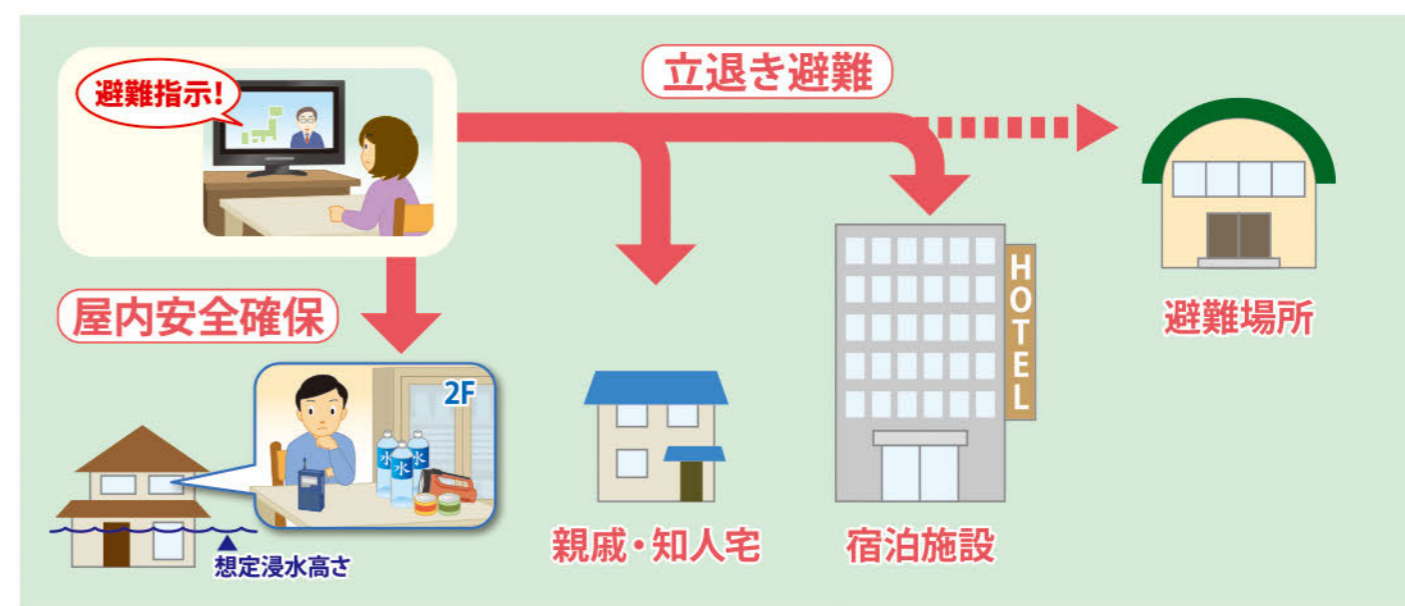 避難指示!
立退き避難
屋内安全確保
2F
水
水
水
想定浸水高さ
親戚・知人宅
HOTEL
宿泊施設
避難場所